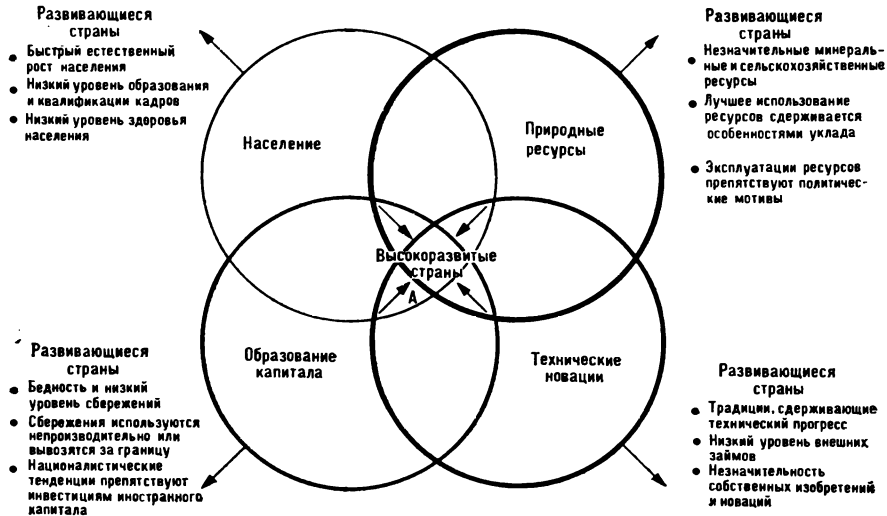 Развивающиеся
страны
• Быстрый естественный
рост населения
• Низкий уровень образования
и квалификации кадров
• Низкий уровень здоровья
населения
Развивающиеся
страны
• Незначительные минераль-
ные и сельскохозяйственные
ресурсы
• Лучшее использование
ресурсов сдерживается
особенностями уклада
• Эксплуатации ресурсов
препятствуют политичес-
кие мотивы
Население
Природные
ресурсы
Высокоразвитые
страны
А
Образование
капитала
Технические
новации
Развивающиеся
страны
• Бедность и низкий
уровень сбережений
• Сбережения используются
непроизводительно или
вывозятся за границу
• Националистические
тенденции препятствуют
инвестициям иностранного
капитала
Развивающиеся
страны
• Традиции, сдерживающие
технический прогресс
• Низкий уровень внешних
займов
• Незначительность
собственных изобретений
и новаций